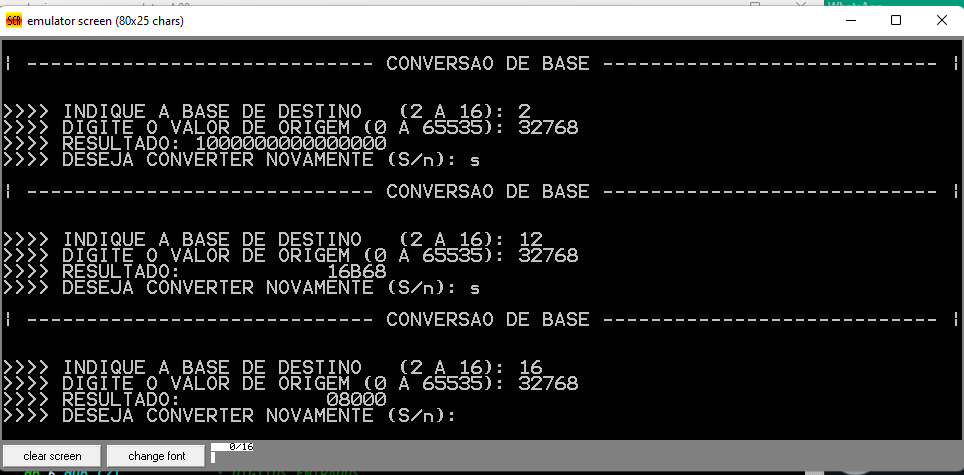 SCR emulator screen (80x25 chars)
| ----------------------------- CONVERSAO DE BASE ---------------------------- |
>>>> INDIQUE A BASE DE DESTINO   (2 A 16): 2
>>>> DIGITE O VALOR DE ORIGEM (0 A 65535): 32768
>>>> RESULTADO: 1000000000000000
>>>> DESEJA CONVERTER NOVAMENTE (S/n): s
| ----------------------------- CONVERSAO DE BASE ---------------------------- |
>>>> INDIQUE A BASE DE DESTINO   (2 A 16): 12
>>>> DIGITE O VALOR DE ORIGEM (0 A 65535): 32768
>>>> RESULTADO:            16B68
>>>> DESEJA CONVERTER NOVAMENTE (S/n): s
| ----------------------------- CONVERSAO DE BASE ---------------------------- |
>>>> INDIQUE A BASE DE DESTINO   (2 A 16): 16
>>>> DIGITE O VALOR DE ORIGEM (0 A 65535): 32768
>>>> RESULTADO:            08000
>>>> DESEJA CONVERTER NOVAMENTE (S/n):
clear screen change font 0/16